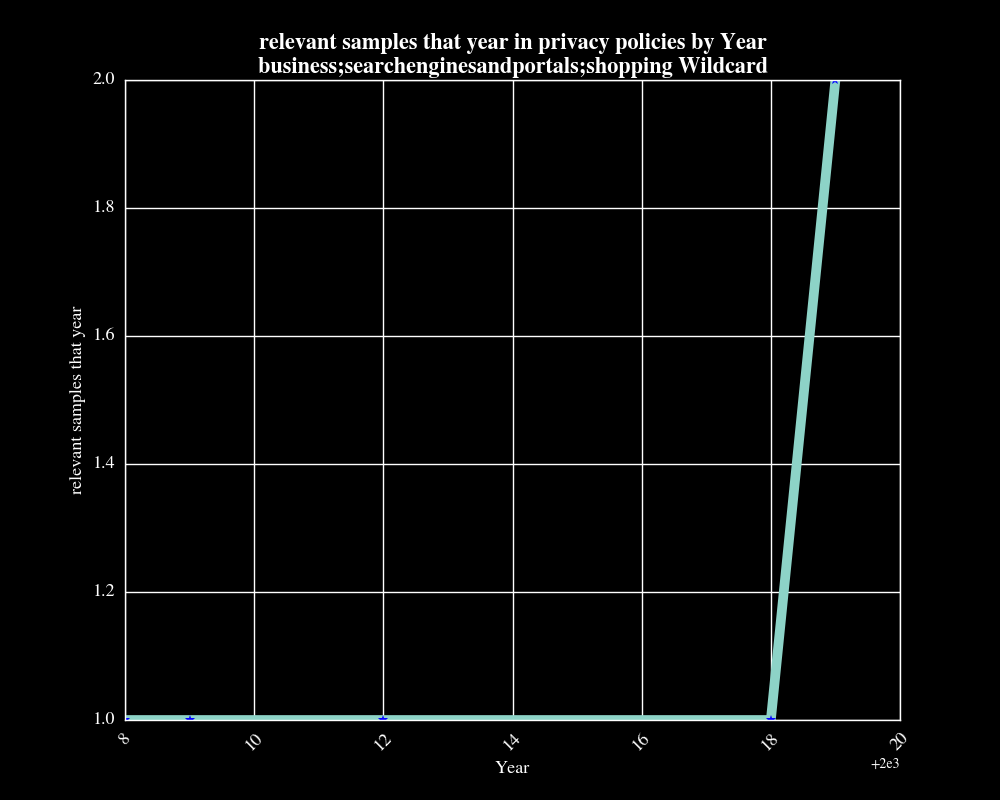 relevant samples that year in privacy policies by Year
business;searchenginesandportals;shopping Wildcard
2.0
1.8
1.6
1.4
1.2
1.0
relevant samples that year
8
10
12
14
16
18
20
Year
+2e3